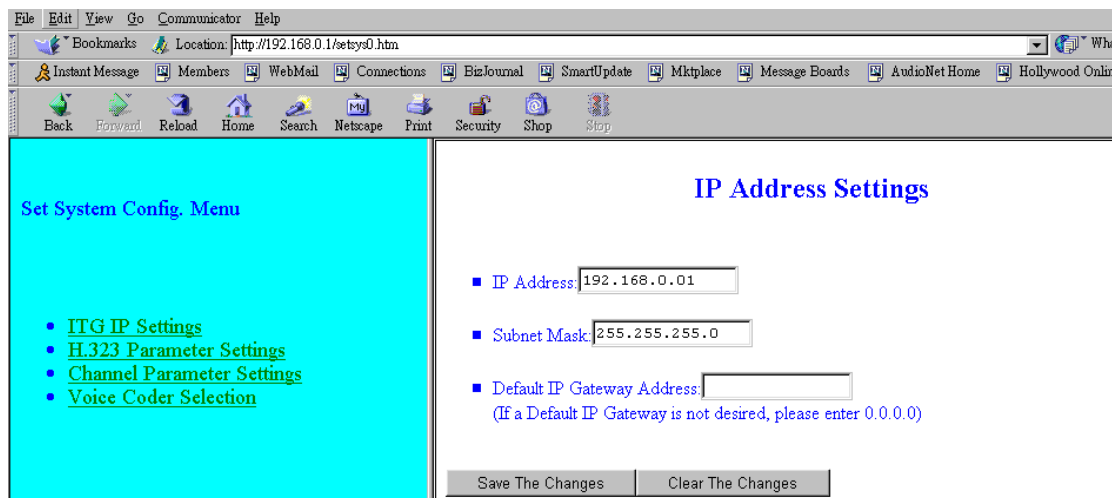 File Edit View Go Communicator Help
Bookmarks Location: http://192.168.0.1/setsys0.htm
Instant Message Members WebMail Connections BizJournal SmartUpdate Mktplace Message Boards AudioNet Home Hollywood Onlin
Back Forward Reload Home Search Netscape Print Security Shop Stop
Set System Config. Menu
ITG IP Settings
H.323 Parameter Settings
Channel Parameter Settings
Voice Coder Selection
IP Address Settings
IP Address: 192.168.0.01
Subnet Mask: 255.255.255.0
Default IP Gateway Address:
(If a Default IP Gateway is not desired, please enter 0.0.0.0)
Save The Changes Clear The Changes